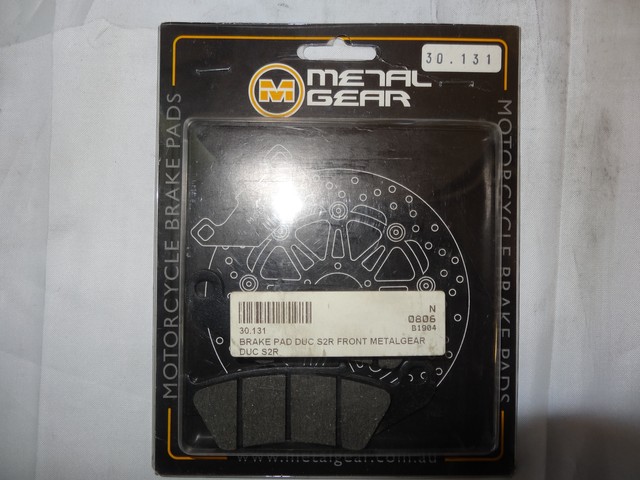 30.131
METAL
GEAR
M
MOTORCYCLE BRAKE PADS
MOTORCYCLE BRAKE PADS
N
0806
B1904
30.131
BRAKE PAD DUC S2R FRONT METALGEAR
DUC S2R
www.metalgear.com.au